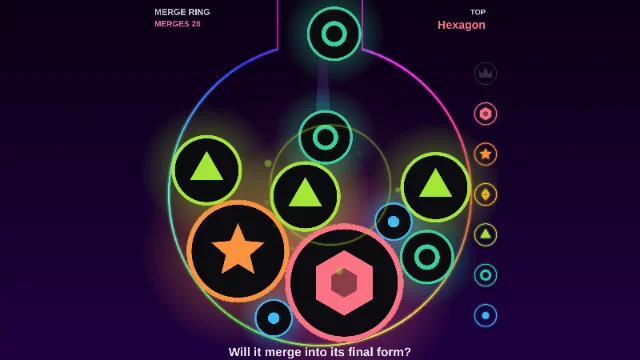 MERGE RING
MERGES 28
TOP
Hexagon
Will it merge into its final form?